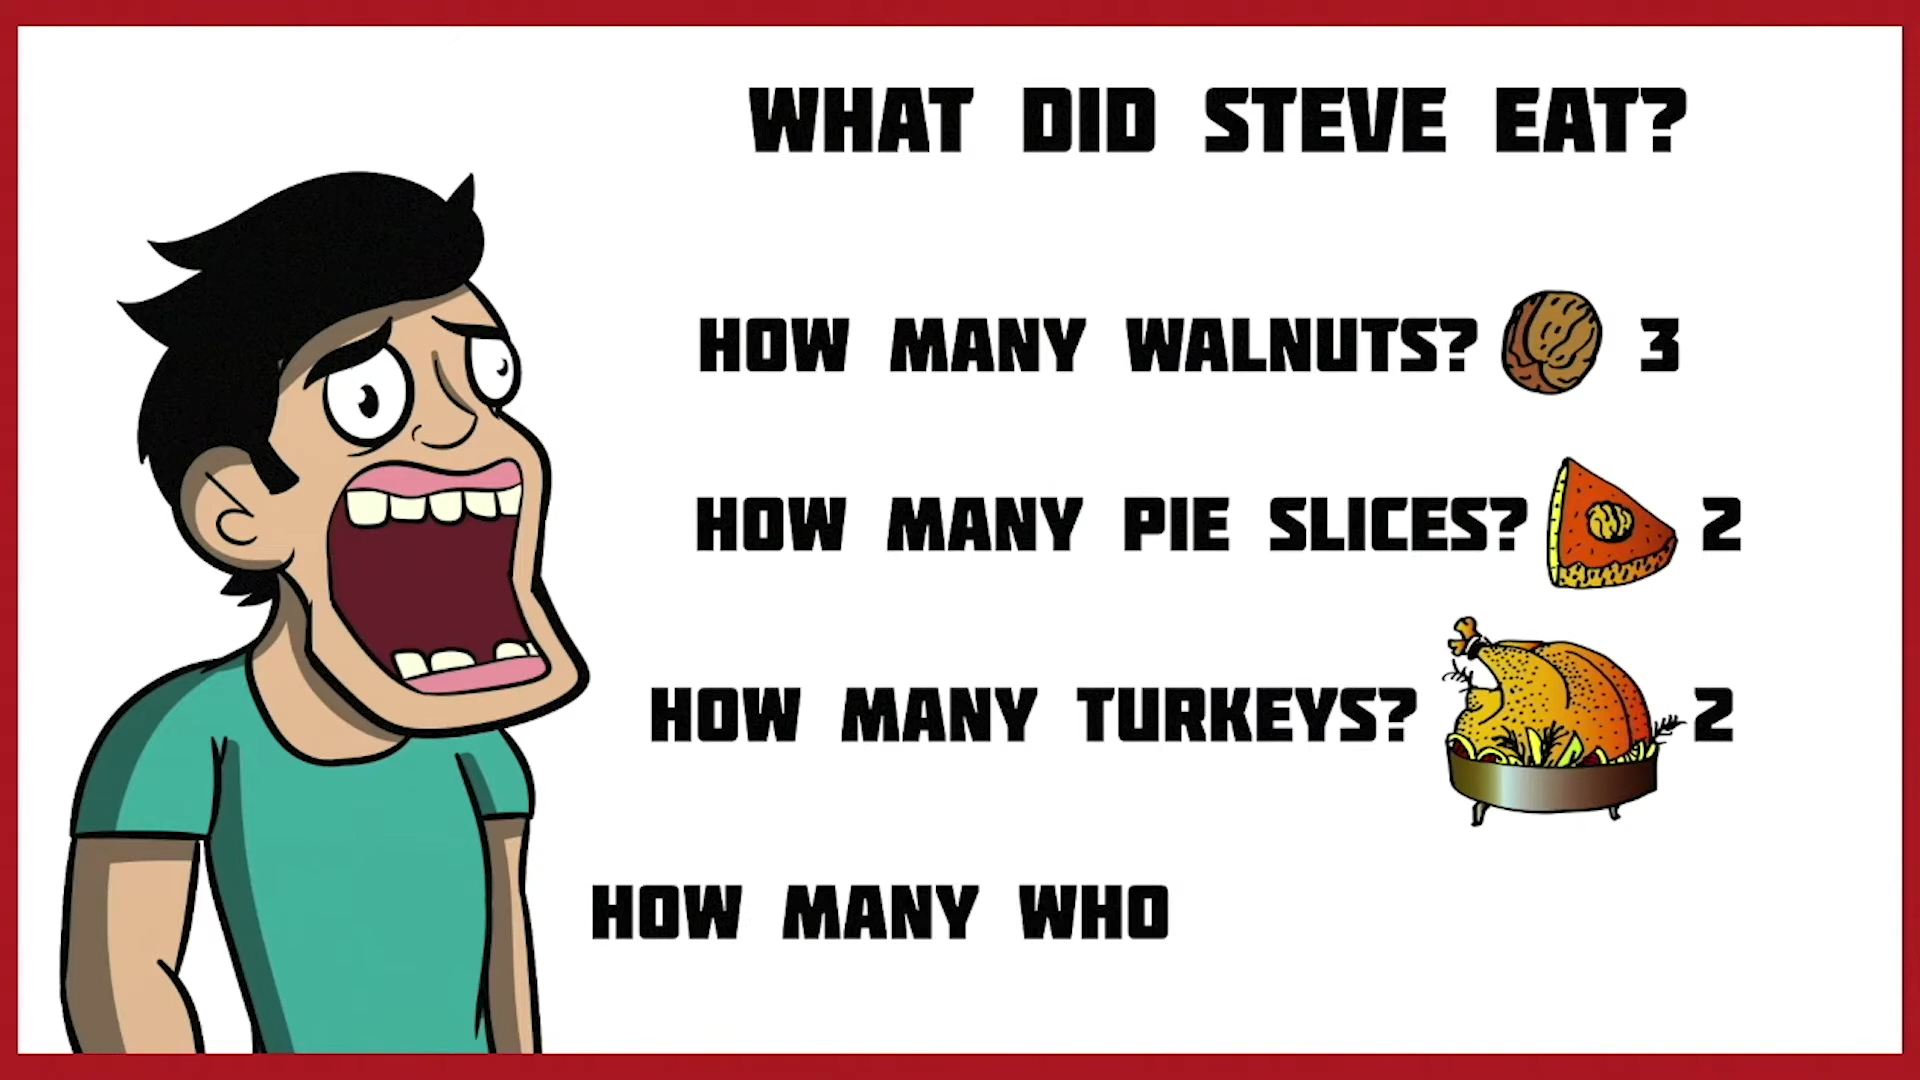 WHAT DID STEVE EAT?
HOW MANY WALNUTS? 3
HOW MANY PIE SLICES? 2
HOW MANY TURKEYS? 2
HOW MANY WHO